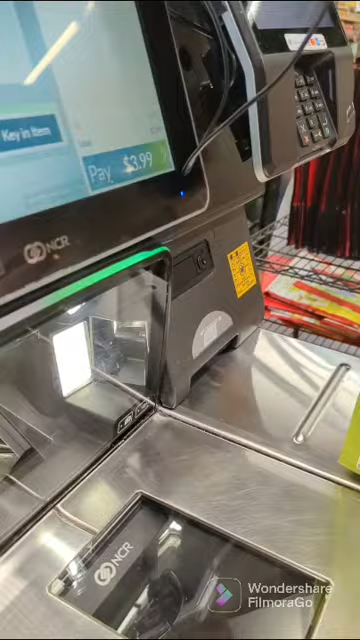 Key in Item
Pay $3.99
NCR
NCR
Wondershare
FilmoraGo